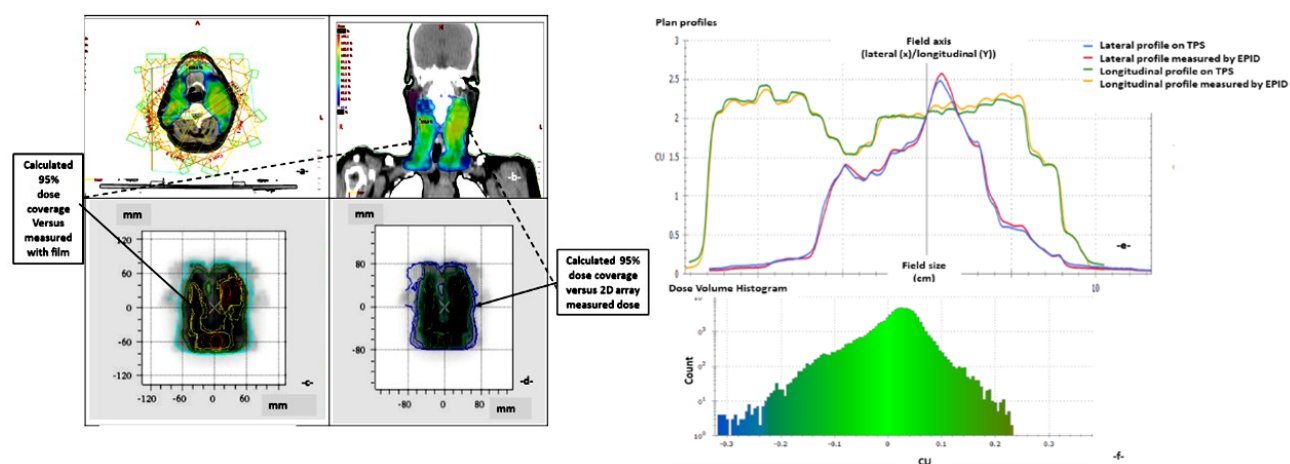 A
L
-a-
H
R
L
-b-
Calculated
95%
dose
coverage
Versus
measured
with film
mm
120
60
0
-60
-120
-120
-60
0
60
-c-
mm
mm
80
0
-80
-80
0
80
-d-
mm
Calculated 95%
dose coverage
versus 2D array
measured dose
Plan profiles
3
2.5
2
CU
1.5
1
0.5
0
Field axis
(lateral (x)/longitudinal (Y))
Lateral profile on TPS
Lateral profile measured by EPID
Longitudinal profile on TPS
Longitudinal profile measured by EPID
-e-
Field size
(cm)
10
Dose Volume Histogram
10³
10²
10¹
10⁰
Count
-0.3
-0.2
-0.1
0
0.1
0.2
0.3
CU
-f-